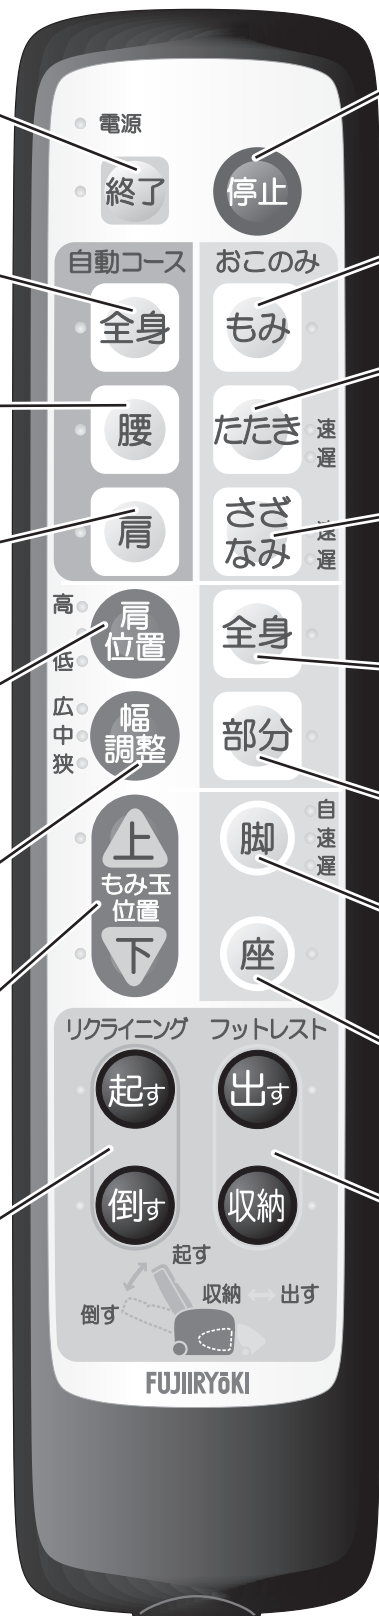 電源
終了
停止
自動コース
おこのみ
全身
もみ
腰
たたき
速
遅
肩
さざ
なみ
速
遅
高
低
肩
位置
全身
広
中
狭
幅
調整
部分
上
もみ玉
位置
下
脚
自
速
遅
座
リクライニング
フットレスト
起す
出す
倒す
収納
起す
倒す
収納
出す
FUJIIRYOKI